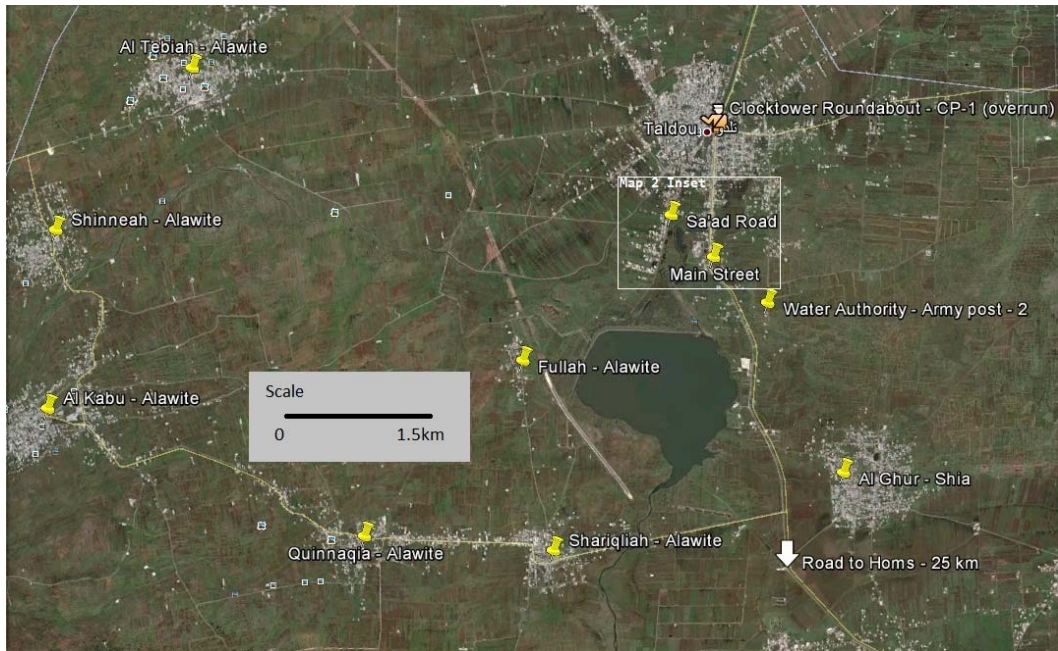 Al Tebiah - Alawite
Clocktower Roundabout - CP-1 (overrun)
Taldou
تلدو
Map 2 Inset
Shinneah - Alawite
Sa'ad Road
Main Street
Water Authority - Army post - 2
Fullah - Alawite
Scale
0 1.5km
Al Kabu - Alawite
Al Ghur - Shia
Quinnaqia - Alawite
Shariqliah - Alawite
Road to Homs - 25 km